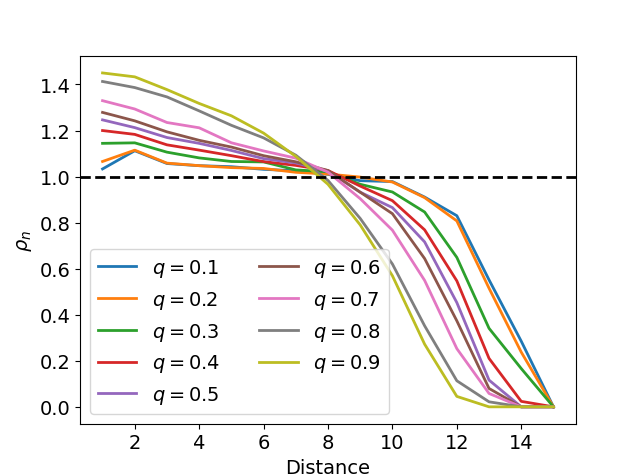 1.4
1.2
1.0
0.8
0.6
0.4
0.2
0.0
ρn
q = 0.1
q = 0.2
q = 0.3
q = 0.4
q = 0.5
q = 0.6
q = 0.7
q = 0.8
q = 0.9
2 4 6 8 10 12 14
Distance